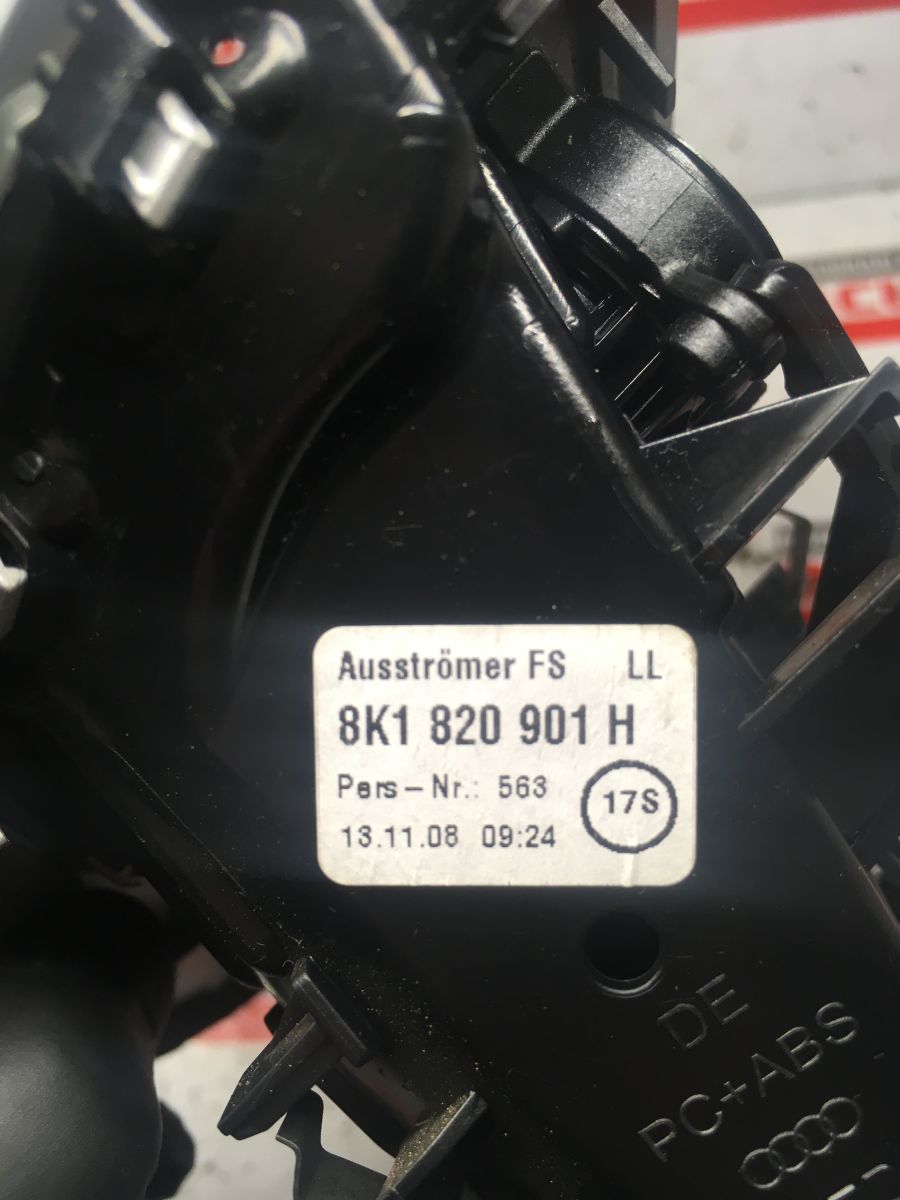 Ausströmer FS LL
8K1 820 901 H
Pers-Nr.: 563
17S
13.11.08 09:24
DE
PC+ABS